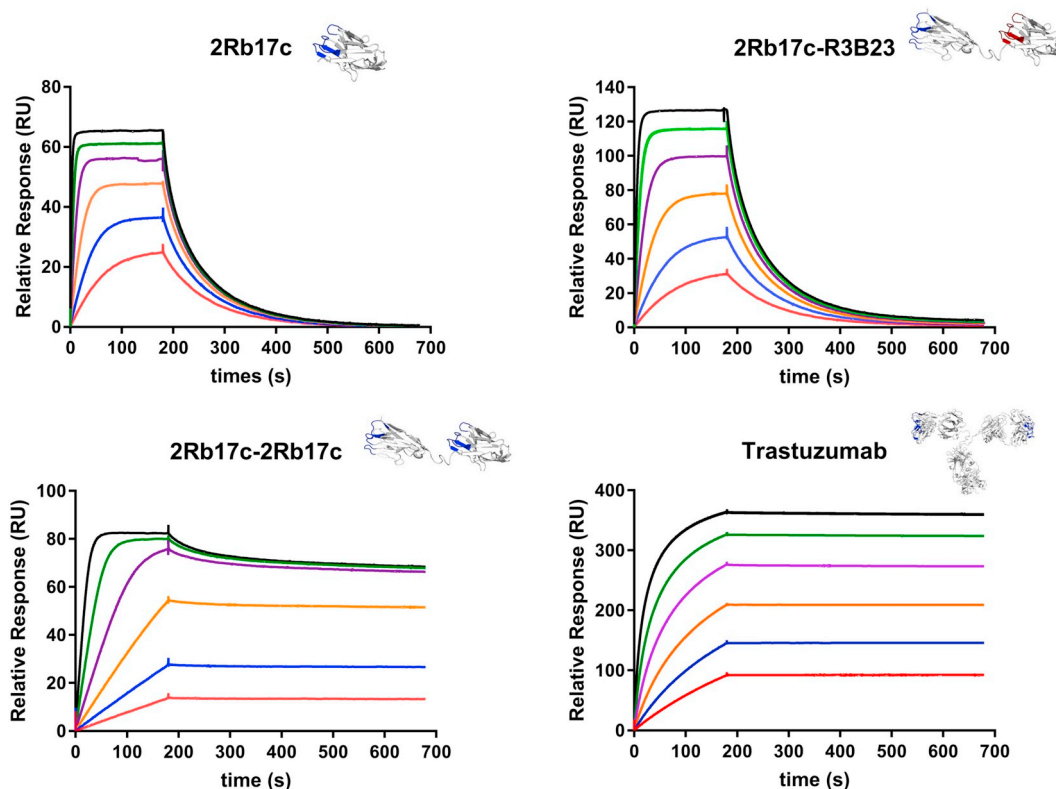 2Rb17c
Relative Response (RU)
80
60
40
20
0
0 100 200 300 400 500 600 700
times (s)
2Rb17c-R3B23
Relative Response (RU)
140
120
100
80
60
40
20
0
0 100 200 300 400 500 600 700
time (s)
2Rb17c-2Rb17c
Relative Response (RU)
100
80
60
40
20
0
0 100 200 300 400 500 600 700
time (s)
Trastuzumab
Relative Response (RU)
400
300
200
100
0
0 100 200 300 400 500 600 700
time (s)